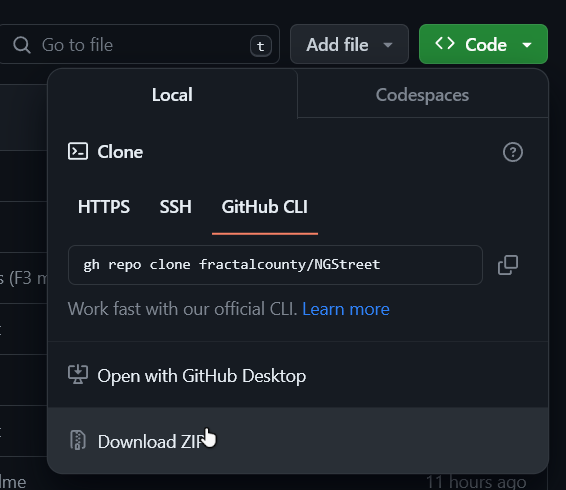 Go to file
t
Add file
Code
Local
Codespaces
Clone
HTTPS
SSH
GitHub CLI
gh repo clone fractalcounty/NGStreet
Work fast with our official CLI. Learn more
s (F3 m
Open with GitHub Desktop
Download ZIP
11 hours ago